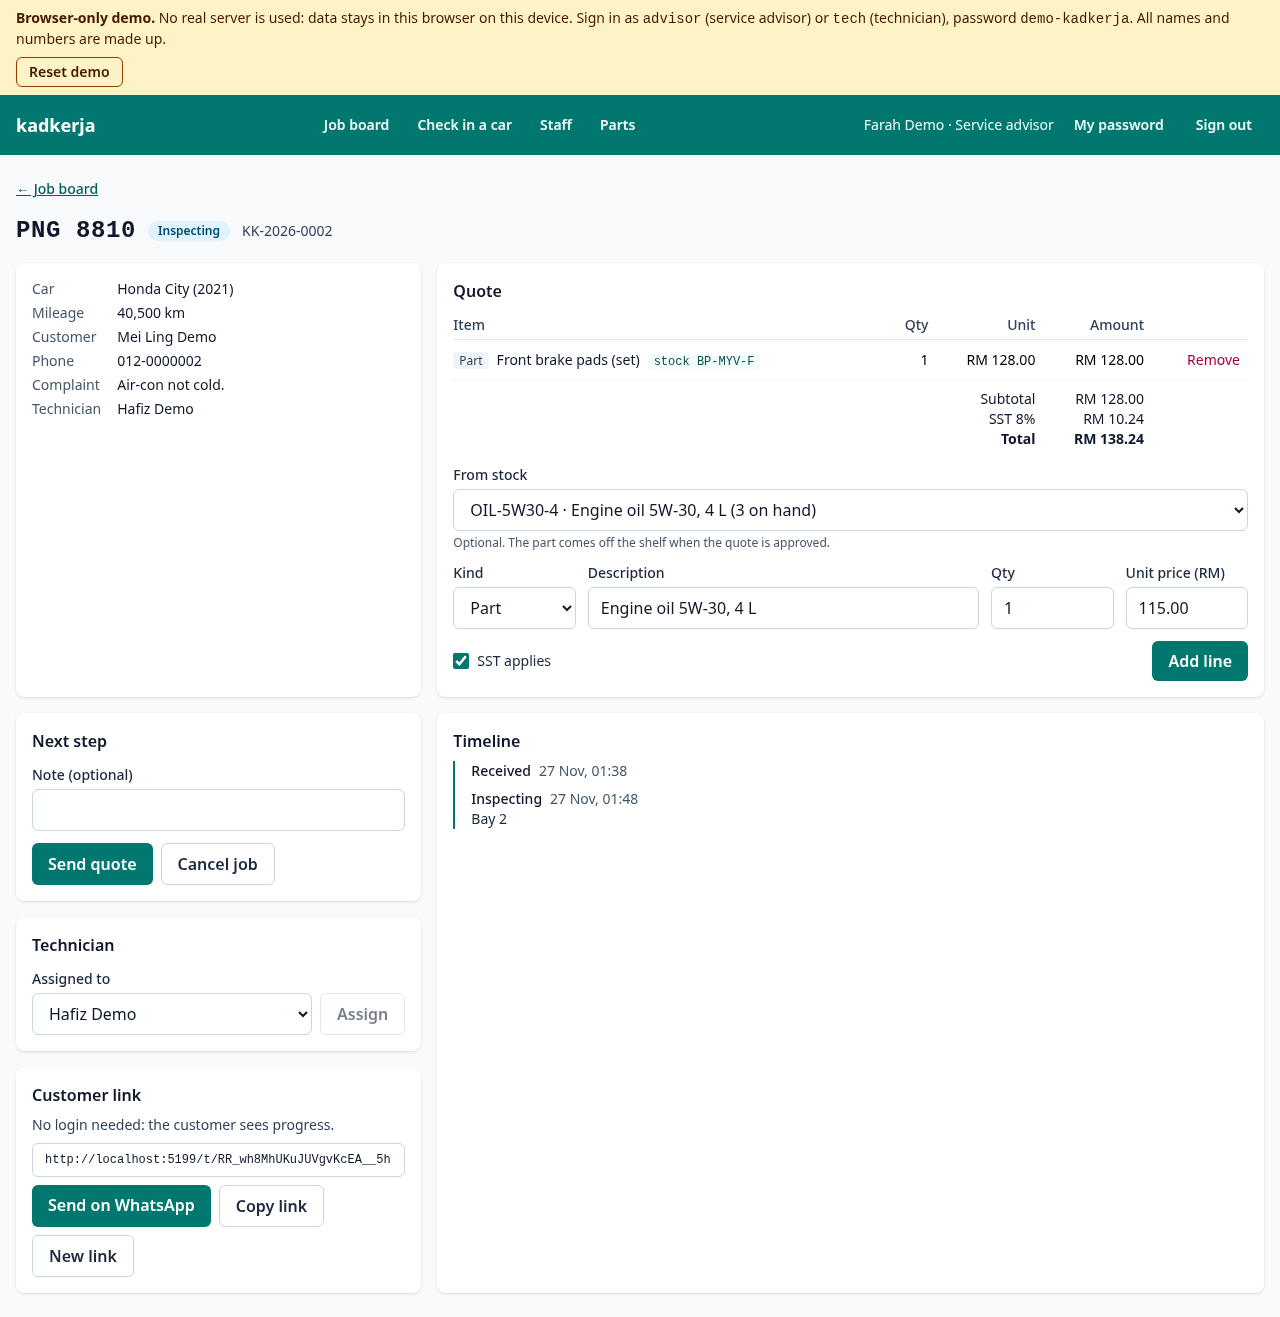 Browser-only demo. No real server is used: data stays in this browser on this device. Sign in as advisor (service advisor) or tech (technician), password demo-kadkerja. All names and
numbers are made up.
Reset demo
kadkerja
Job board
Check in a car
Staff
Parts
Farah Demo · Service advisor
My password
Sign out
← Job board
PNG 8810 Inspecting KK-2026-0002
Car Honda City (2021)
Mileage 40,500 km
Customer Mei Ling Demo
Phone 012-0000002
Complaint Air-con not cold.
Technician Hafiz Demo
Quote
Item Qty Unit Amount
Part Front brake pads (set) stock BP-MYV-F 1 RM 128.00 RM 128.00 Remove
Subtotal RM 128.00
SST 8% RM 10.24
Total RM 138.24
From stock
OIL-5W30-4 · Engine oil 5W-30, 4 L (3 on hand)
Optional. The part comes off the shelf when the quote is approved.
Kind Description Qty Unit price (RM)
Part Engine oil 5W-30, 4 L 1 115.00
SST applies
Add line
Next step
Note (optional)
Send quote
Cancel job
Timeline
Received 27 Nov, 01:38
Inspecting 27 Nov, 01:48
Bay 2
Technician
Assigned to
Hafiz Demo
Assign
Customer link
No login needed: the customer sees progress.
http://localhost:5199/t/RR_wh8MhUKuJUVgvKcEA__5h
Send on WhatsApp
Copy link
New link